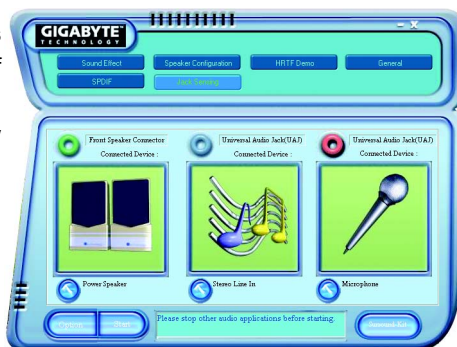 GIGABYTE™
TECHNOLOGY
Sound Effect
Speaker Configuration
HRTF Demo
General
SPDIF
Jack Sensing
Front Speaker Connector
Connected Device :
Universal Audio Jack(UAJ)
Connected Device :
Universal Audio Jack(UAJ)
Connected Device :
Power Speaker
Stereo Line In
Microphone
Option
Start
Please stop other audio applications before starting.
Surround Kit